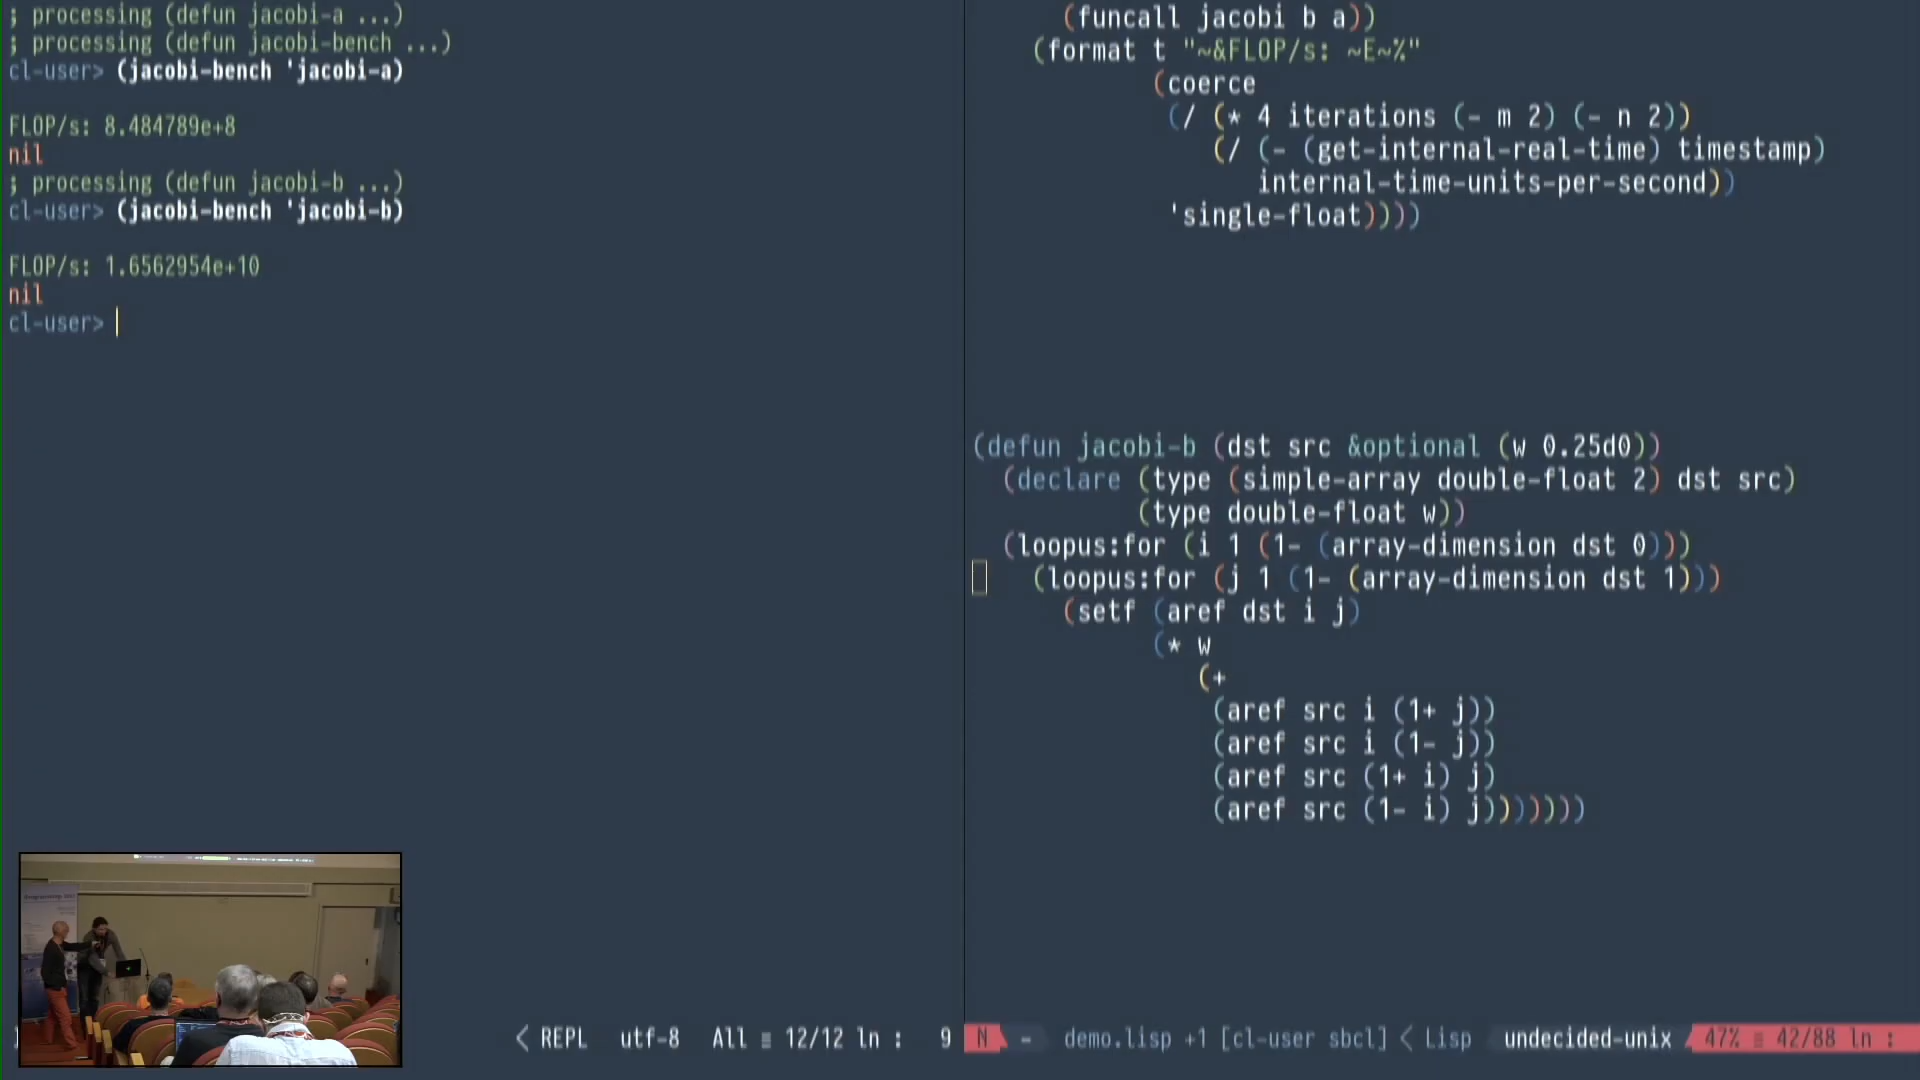 ; processing (defun jacobi-a ...)
; processing (defun jacobi-bench ...)
cl-user> (jacobi-bench 'jacobi-a)
FLOP/s: 8.484789e+8
nil
; processing (defun jacobi-b ...)
cl-user> (jacobi-bench 'jacobi-b)
FLOP/s: 1.6562954e+10
nil
cl-user>
< REPL utf-8 All ≡ 12/12 ln : 9
(funcall jacobi b a))
(format t "~&FLOP/s: ~E~%"
(coerce
(/ (* 4 iterations (- m 2) (- n 2))
(/ (- (get-internal-real-time) timestamp)
internal-time-units-per-second))
'single-float))))
(defun jacobi-b (dst src &optional (w 0.25d0))
(declare (type (simple-array double-float 2) dst src)
(type double-float w))
(loopus:for (i 1 (1- (array-dimension dst 0)))
(loopus:for (j 1 (1- (array-dimension dst 1)))
(setf (aref dst i j)
(* w
(+
(aref src i (1+ j))
(aref src i (1- j))
(aref src (1+ i) j)
(aref src (1- i) j)))))))
N - demo.lisp +1 [cl-user sbcl] < Lisp undecided-unix 47% ≡ 42/88 ln :